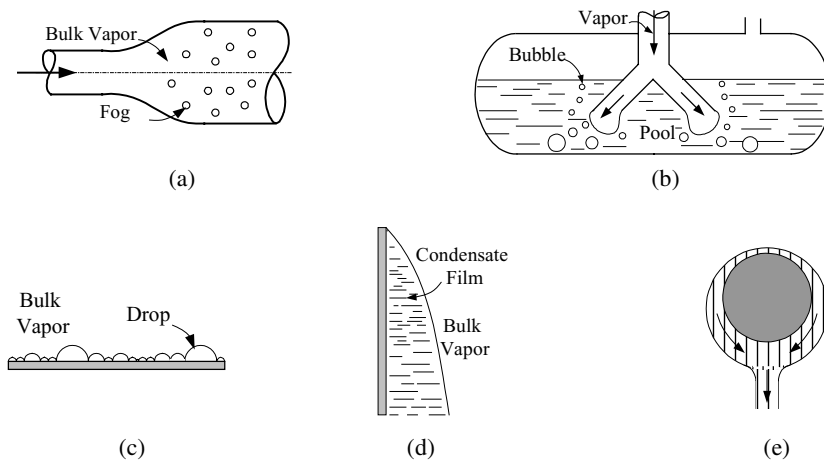 Bulk Vapor
Fog
(a)
Vapor
Bubble
Pool
(b)
Bulk
Vapor
Drop
(c)
Condensate
Film
Bulk
Vapor
(d)
(e)